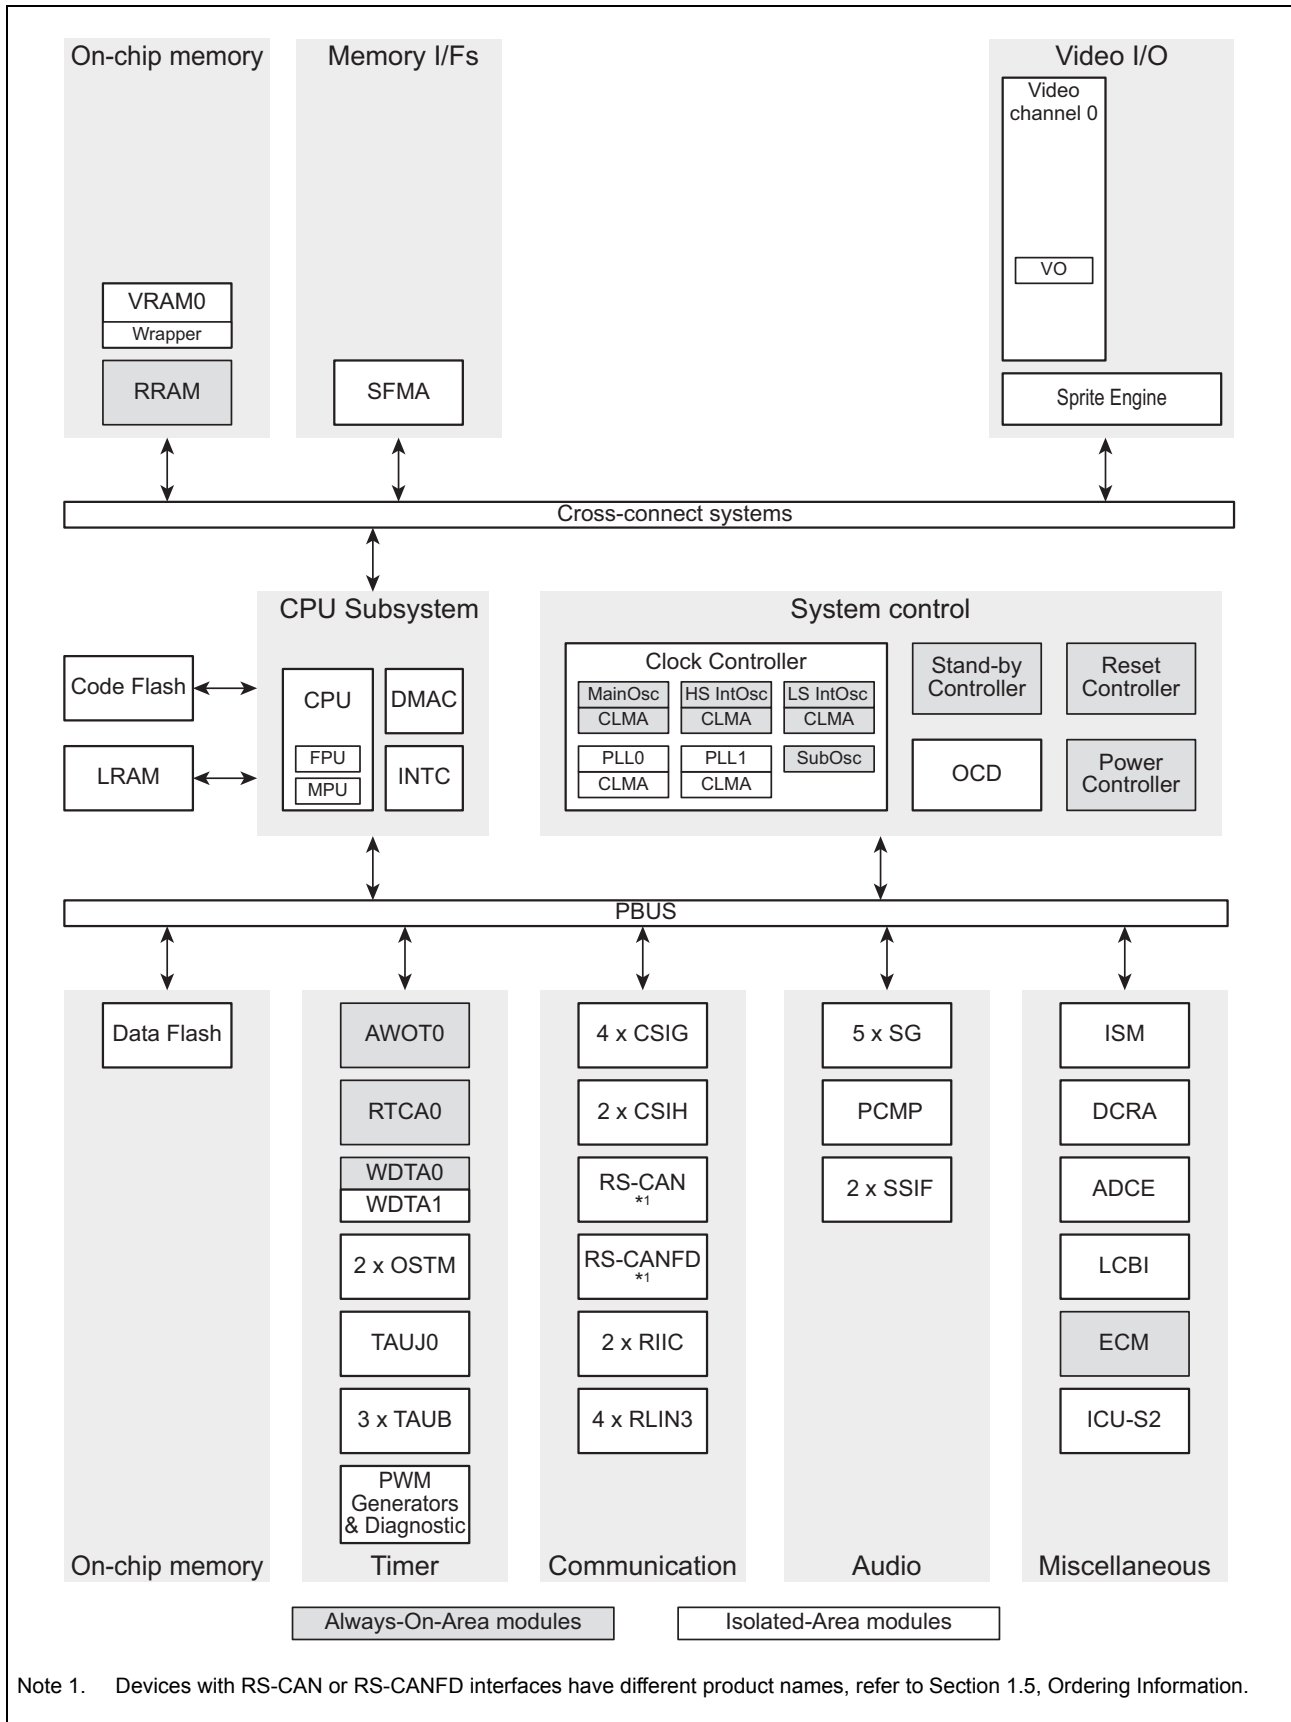 On-chip memory
Memory I/Fs
Video I/O
Video
channel 0
VO
VRAM0
Wrapper
RRAM
SFMA
Sprite Engine
Cross-connect systems
CPU Subsystem
System control
Code Flash
LRAM
CPU
FPU
MPU
DMAC
INTC
Clock Controller
MainOsc
CLMA
HS IntOsc
CLMA
LS IntOsc
CLMA
PLL0
CLMA
PLL1
CLMA
SubOsc
Stand-by
Controller
Reset
Controller
OCD
Power
Controller
PBUS
Data Flash
On-chip memory
AWOT0
RTCA0
WDTA0
WDTA1
2 x OSTM
TAUJ0
3 x TAUB
PWM
Generators
& Diagnostic
Timer
4 x CSIG
2 x CSIH
RS-CAN
*1
RS-CANFD
*1
2 x RIIC
4 x RLIN3
Communication
5 x SG
PCMP
2 x SSIF
Audio
ISM
DCRA
ADCE
LCBI
ECM
ICU-S2
Miscellaneous
Always-On-Area modules
Isolated-Area modules
Note 1. Devices with RS-CAN or RS-CANFD interfaces have different product names, refer to Section 1.5, Ordering Information.